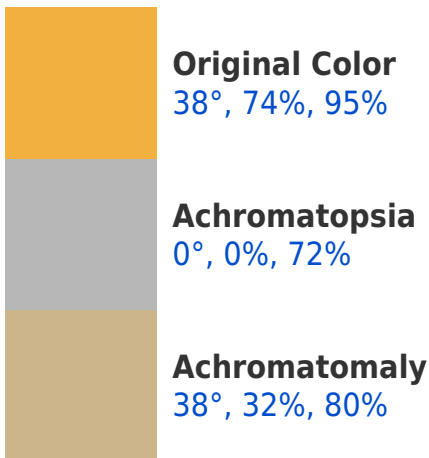 Original Color
38°, 74%, 95%
Achromatopsia
0°, 0%, 72%
Achromatomaly
38°, 32%, 80%